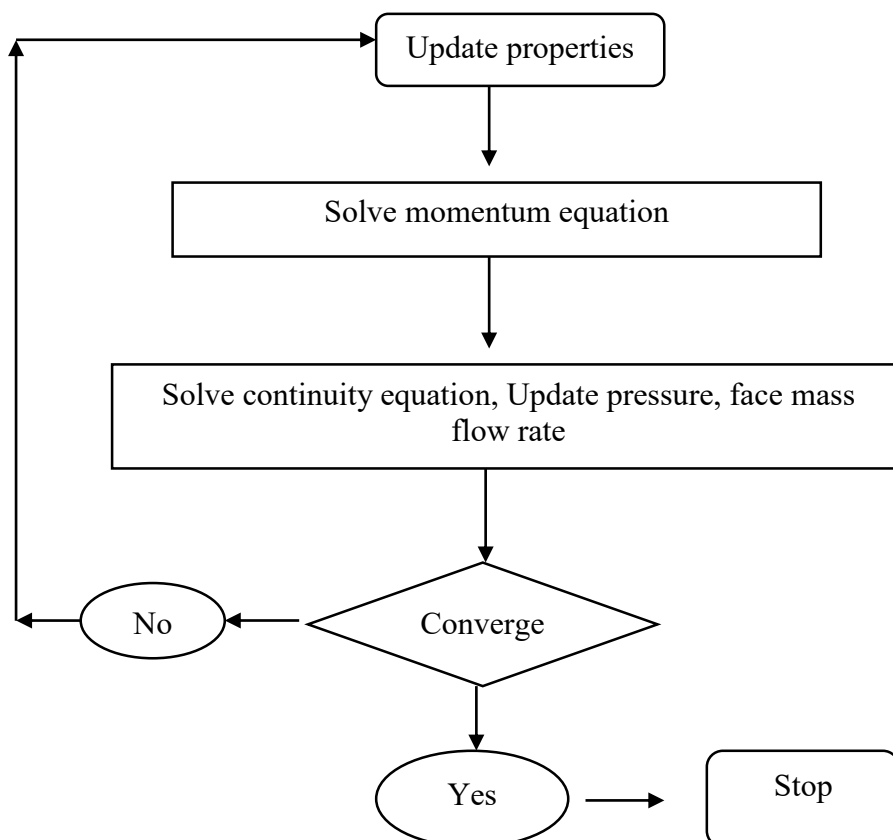 Update properties
Solve momentum equation
Solve continuity equation, Update pressure, face mass
flow rate
No
Converge
Yes
Stop